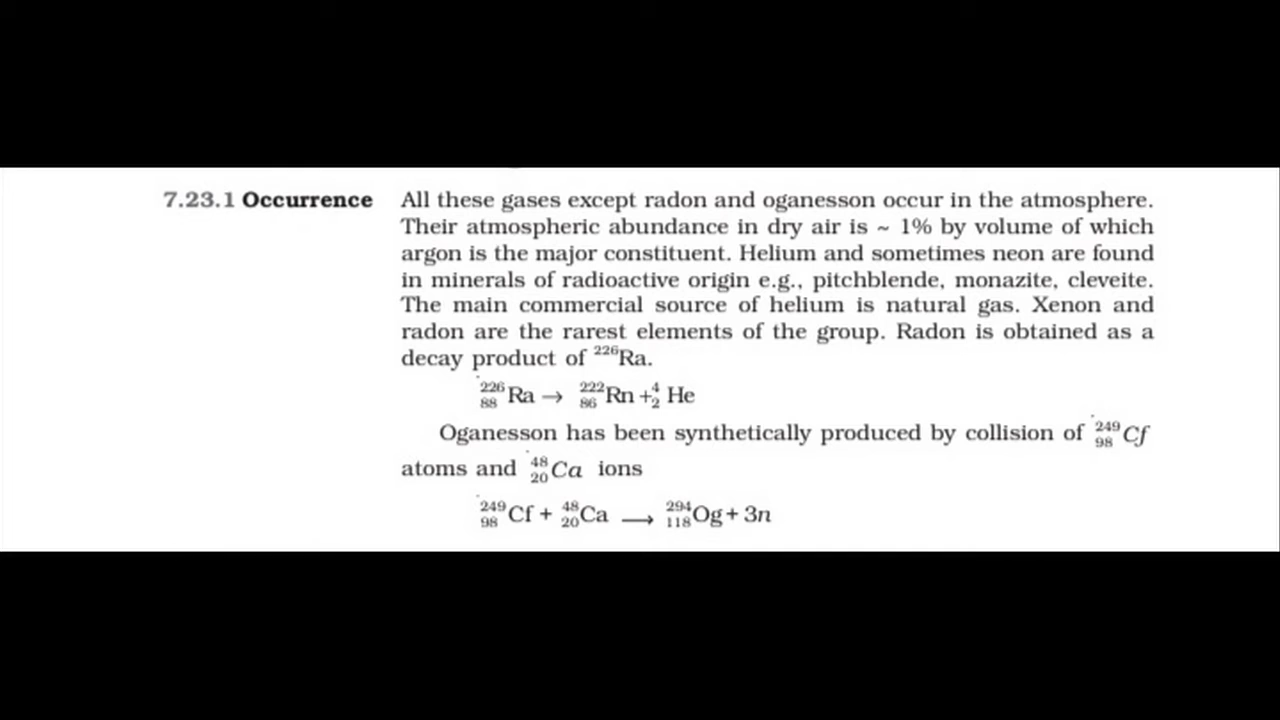 7.23.1 Occurrence All these gases except radon and oganesson occur in the atmosphere.
Their atmospheric abundance in dry air is ~ 1% by volume of which
argon is the major constituent. Helium and sometimes neon are found
in minerals of radioactive origin e.g., pitchblende, monazite, cleveite.
The main commercial source of helium is natural gas. Xenon and
radon are the rarest elements of the group. Radon is obtained as a
decay product of ²²⁶Ra.
²²⁶₈₈Ra → ²²²₈₆Rn + ⁴₂He
Oganesson has been synthetically produced by collision of ²⁴⁹₉₈Cf
atoms and ⁴⁸₂₀Ca ions
²⁴⁹₉₈Cf + ⁴⁸₂₀Ca ⟶ ²⁹⁴₁₁₈Og + 3n